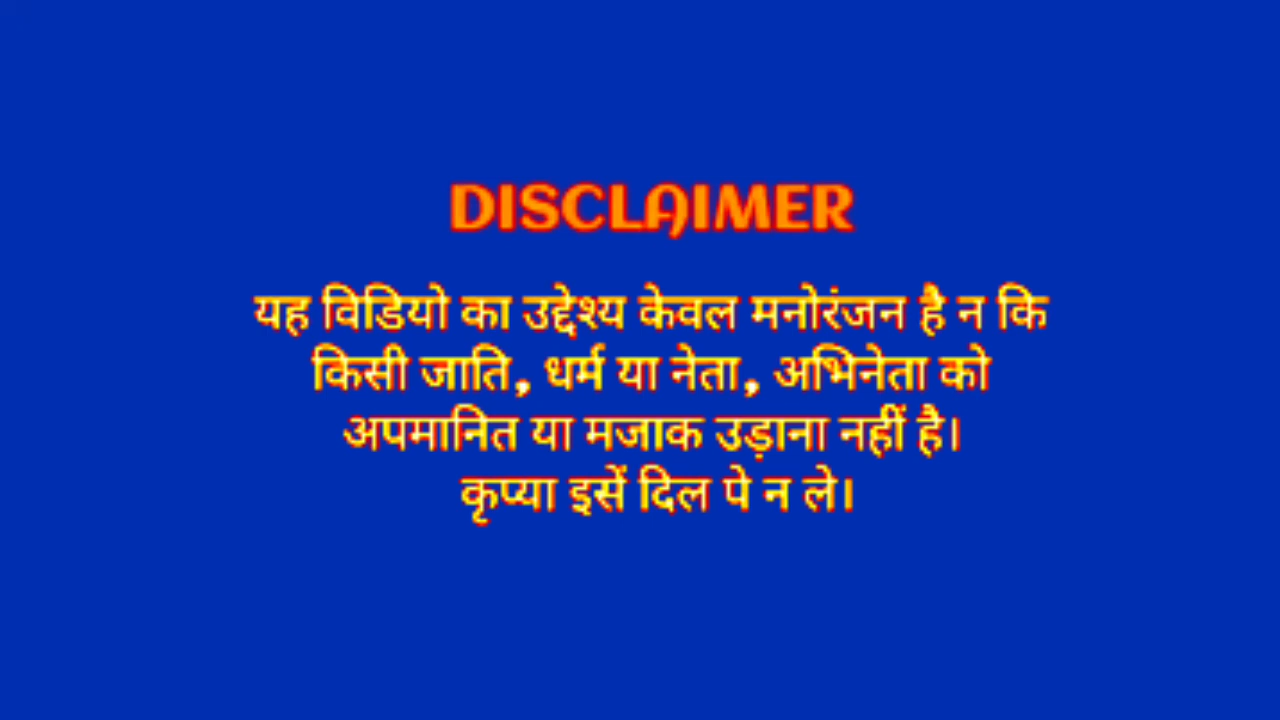 DISCLAIMER
यह विडियो का उद्देश्य केवल मनोरंजन है न कि
किसी जाति, धर्म या नेता, अभिनेता को
अपमानित या मजाक उड़ाना नहीं है।
कृप्या इसें दिल पे न ले।